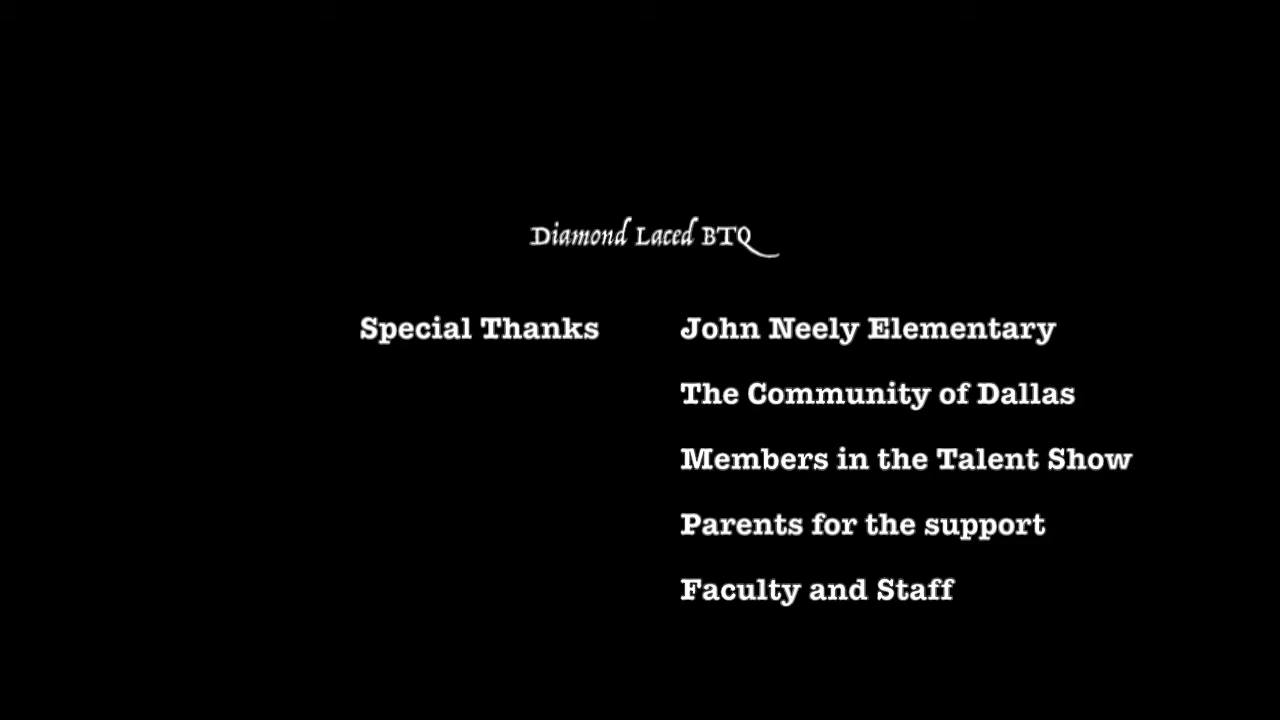 Diamond Laced BTQ
Special Thanks John Neely Elementary
The Community of Dallas
Members in the Talent Show
Parents for the support
Faculty and Staff